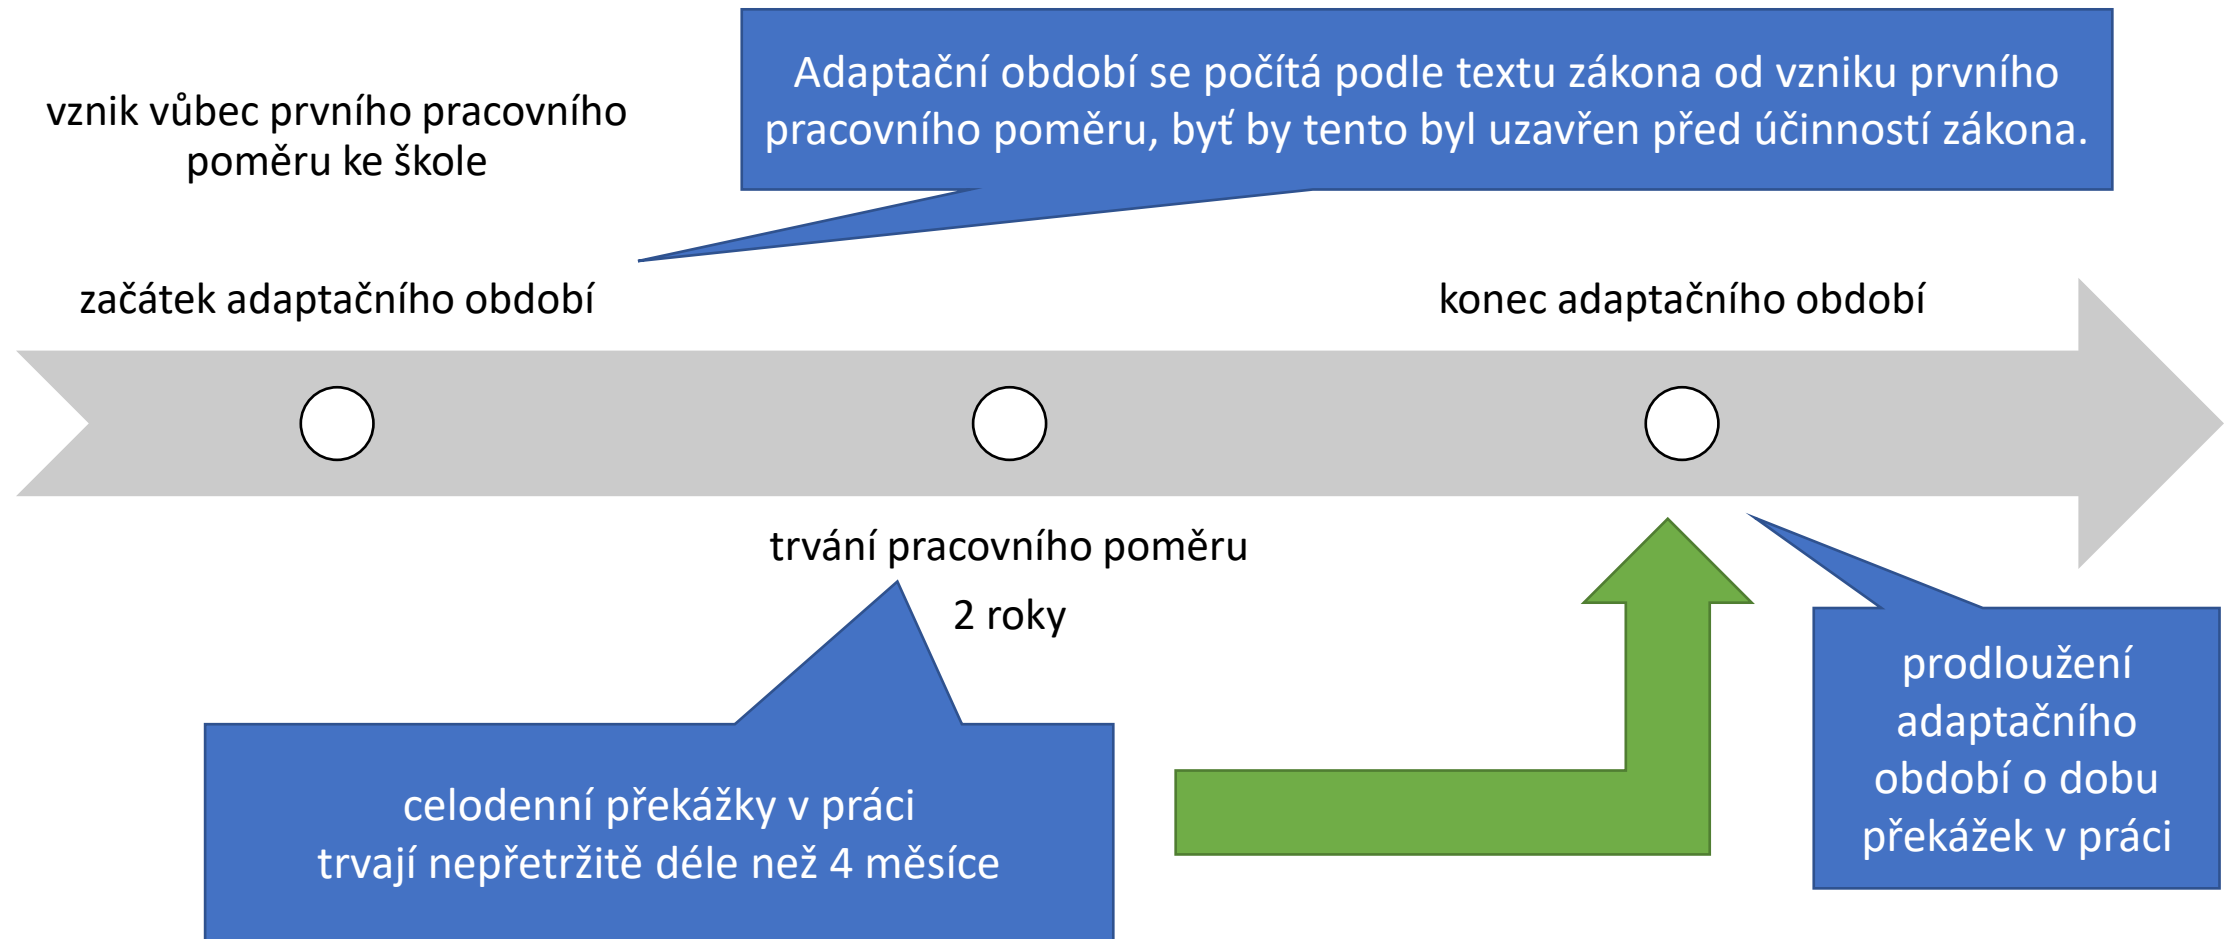 vznik vůbec prvního pracovního
poměru ke škole
Adaptační období se počítá podle textu zákona od vzniku prvního
pracovního poměru, byť by tento byl uzavřen před účinností zákona.
začátek adaptačního období
konec adaptačního období
trvání pracovního poměru
2 roky
celodenní překážky v práci
trvají nepřetržitě déle než 4 měsíce
prodloužení
adaptačního
období o dobu
překážek v práci